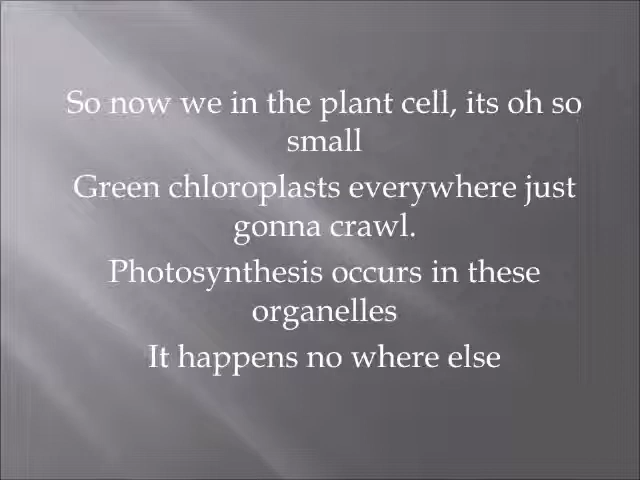 So now we in the plant cell, its oh so
small
Green chloroplasts everywhere just
gonna crawl.
Photosynthesis occurs in these
organelles
It happens no where else